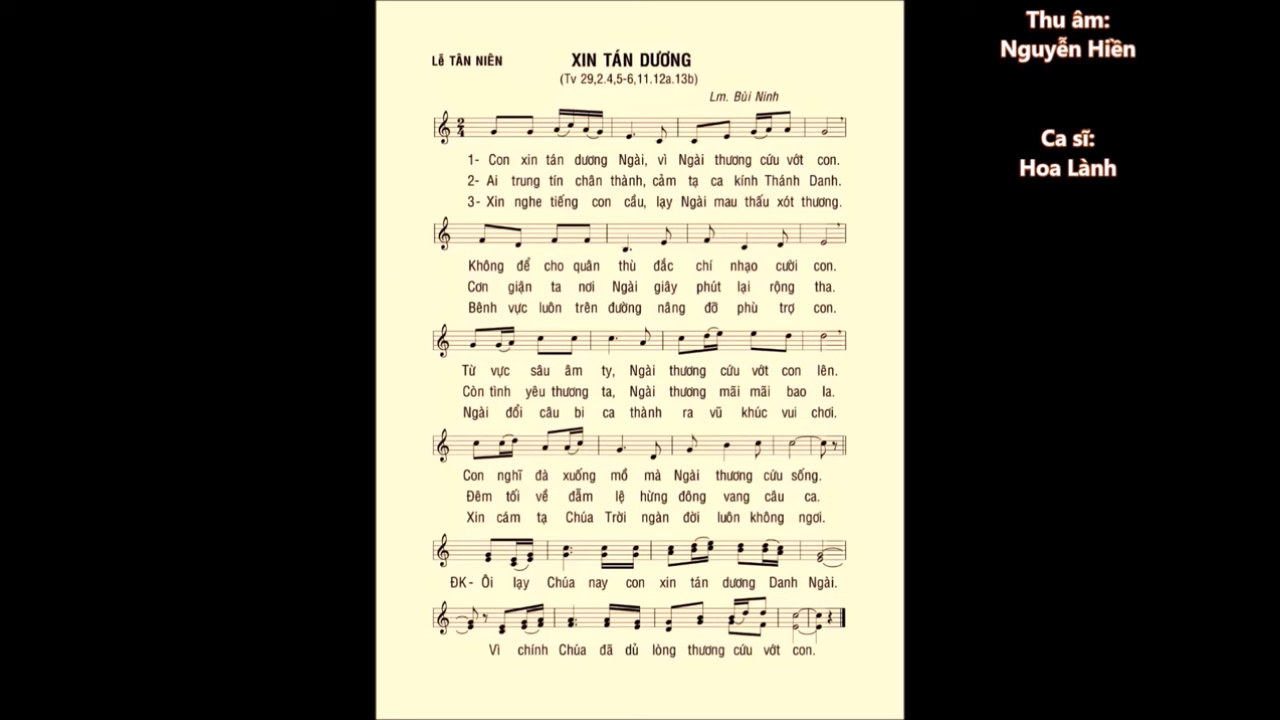 Thu âm:
Nguyễn Hiền
Ca sĩ:
Hoa Lành
Lễ TÂN NIÊN
XIN TÁN DƯƠNG
(Tv 29,2.4,5-6,11.12a.13b)
Lm. Bùi Ninh
2
4
1- Con xin tán dương Ngài, vì Ngài thương cứu vớt con.
2- Ai trung tín chân thành, cảm tạ ca kính Thánh Danh.
3- Xin nghe tiếng con cầu, lạy Ngài mau thấu xót thương.
Không để cho quân thù đắc chí nhạo cười con.
Cơn giận ta nơi Ngài giây phút lại rộng tha.
Bênh vực luôn trên đường nâng đỡ phù trợ con.
Từ vực sâu âm ty, Ngài thương cứu vớt con lên.
Còn tình yêu thương ta, Ngài thương mãi mãi bao la.
Ngài đổi câu bi ca thành ra vũ khúc vui chơi.
Con nghĩ đà xuống mồ mà Ngài thương cứu sống.
Đêm tối về đẫm lệ hừng đông vang câu ca.
Xin cám tạ Chúa Trời ngàn đời luôn không ngơi.
ĐK- Ôi lạy Chúa nay con xin tán dương Danh Ngài.
Vì chính Chúa đã dủ lòng thương cứu vớt con.